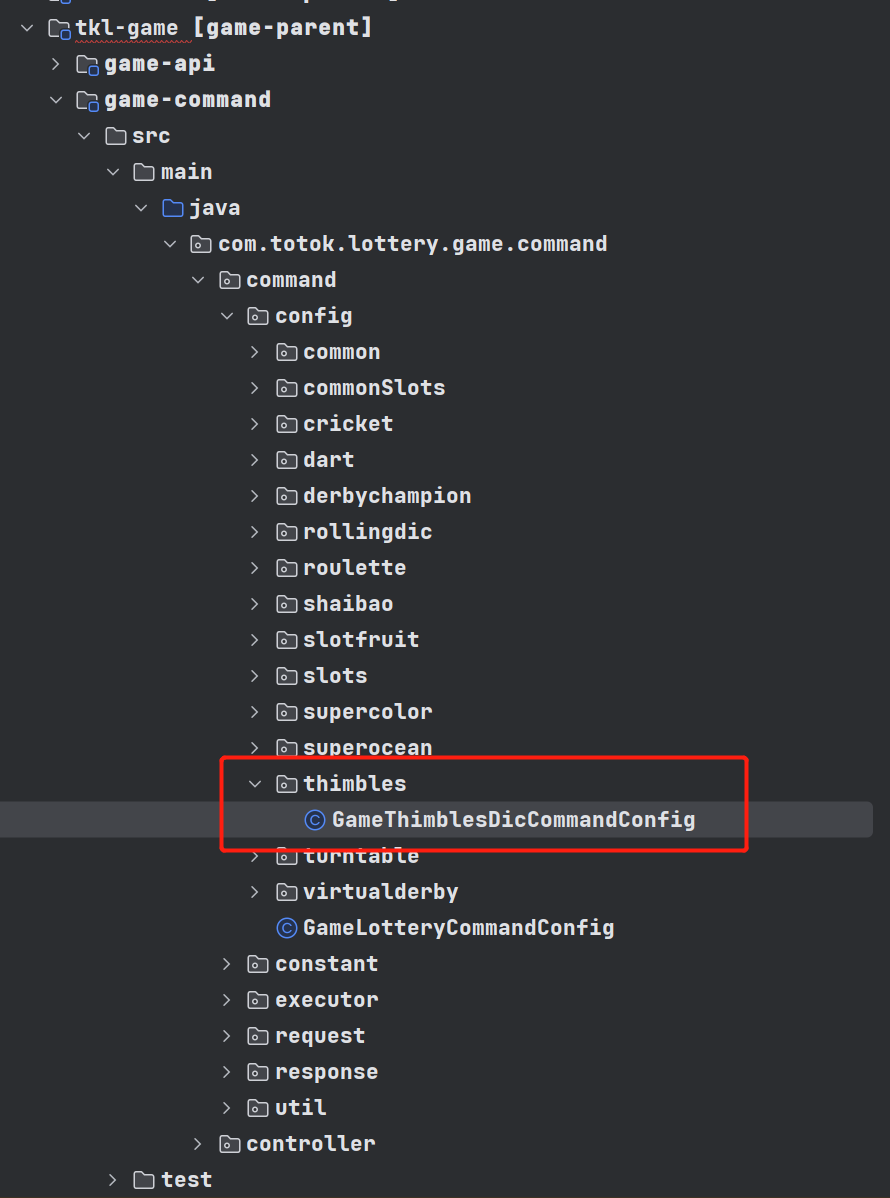 tkl-game [game-parent]
game-api
game-command
src
main
java
com.totok.lottery.game.command
command
config
common
commonSlots
cricket
dart
derbychampion
rollingdic
roulette
shaibao
slotfruit
slots
supercolor
superocean
thimbles
GameThimblesDicCommandConfig
turntable
virtualderby
GameLotteryCommandConfig
constant
executor
request
response
util
controller
test